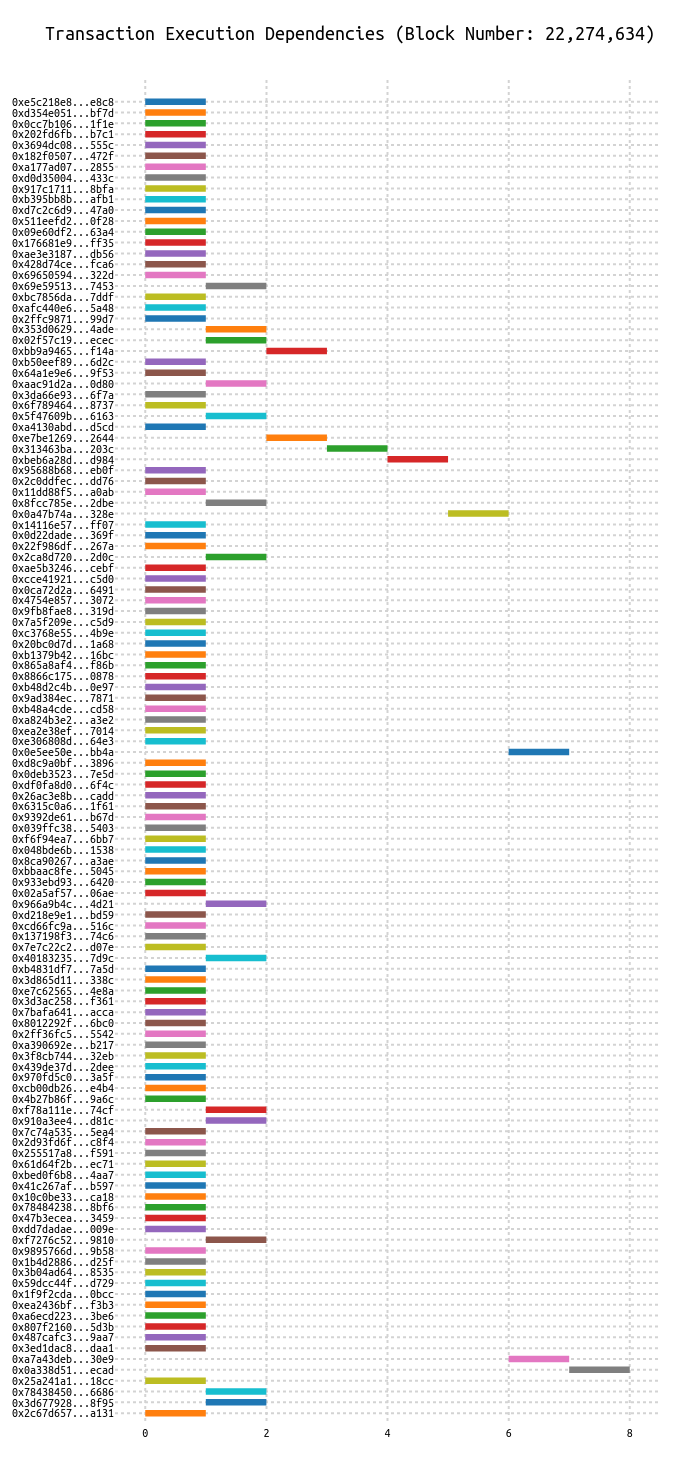 Transaction Execution Dependencies (Block Number: 22,274,634)
0xe5c218e8...e8c8
0xd354e051...bf7d
0x0cc7b106...1f1e
0x202fd6fb...b7c1
0x3694dc08...555c
0x182f0507...472f
0xa177ad07...2855
0xd0d35004...433c
0x917c1711...8bfa
0xb395bb8b...afb1
0xd7c2c6d9...47a0
0x511eefd2...0f28
0x09e60df2...63a4
0x176681e9...ff35
0xae3e3187...db56
0x428d74ce...fca6
0x69650594...322d
0x69e59513...7453
0xbc7856da...7ddf
0xafc440e6...5a48
0x2ffc9871...99d7
0x353d0629...4ade
0x02f57c19...ecec
0xbb9a9465...f14a
0xb50eef89...6d2c
0x64a1e9e6...9f53
0xaac91d2a...0d80
0x3da66e93...6f7a
0x6f789464...8737
0x5f47609b...6163
0xa4130abd...d5cd
0xe7be1269...2644
0x313463ba...203c
0xbeb6a28d...d984
0x95688b68...eb0f
0x2c0ddfec...dd76
0x11dd88f5...a0ab
0x8fcc785e...2dbe
0x0a47b74a...328e
0x14116e57...ff07
0x0d22dade...369f
0x22f986df...267a
0x2ca8d720...2d0c
0xae5b3246...cebf
0xcce41921...c5d0
0x0ca72d2a...6491
0x4754e857...3072
0x9fb8fae8...319d
0x7a5f209e...c5d9
0xc3768e55...4b9e
0x20bc0d7d...1a68
0xb1379b42...16bc
0x865a8af4...f86b
0x8866c175...0878
0xb48d2c4b...0e97
0x9ad384ec...7871
0xb48a4cde...cd58
0xa824b3e2...a3e2
0xea2e38ef...7014
0xe306808d...64e3
0x0e5ee50e...bb4a
0xd8c9a0bf...3896
0x0deb3523...7e5d
0xdf0fa8d0...6f4c
0x26ac3e8b...cadd
0x6315c0a6...1f61
0x9392de61...b67d
0x039ffc38...5403
0xf6f94ea7...6bb7
0x048bde6b...1538
0x8ca90267...a3ae
0xbbaac8fe...5045
0x933ebd93...6420
0x02a5af57...06ae
0x966a9b4c...4d21
0xd218e9e1...bd59
0xcd66fc9a...516c
0x137198f3...74c6
0x7e7c22c2...d07e
0x40183235...7d9c
0xb4831df7...7a5d
0x3d865d11...338c
0xe7c62565...4e8a
0x3d3ac258...f361
0x7bafa641...acca
0x8012292f...6bc0
0x2ff36fc5...5542
0xa390692e...b217
0x3f8cb744...32eb
0x439de37d...2dee
0x970fd5c0...3a5f
0xcb00db26...e4b4
0x4b27b86f...9a6c
0xf78a111e...74cf
0x910a3ee4...d81c
0x7c74a535...5ea4
0x2d93fd6f...c8f4
0x255517a8...f591
0x61d64f2b...ec71
0xbed0f6b8...4aa7
0x41c267af...b597
0x10c0be33...ca18
0x78484238...8bf6
0x47b3ecea...3459
0xdd7dadae...009e
0xf7276c52...9810
0x9895766d...9b58
0x1b4d2886...d25f
0x3b04ad64...8535
0x59dcc44f...d729
0x1f9f2cda...0bcc
0xea2436bf...f3b3
0xa6ecd223...3be6
0x807f2160...5d3b
0x487cafc3...9aa7
0x3ed1dac8...daa1
0xa7a43deb...30e9
0x0a338d51...ecad
0x25a241a1...18cc
0x78438450...6686
0x3d677928...8f95
0x2c67d657...a131
0 2 4 6 8